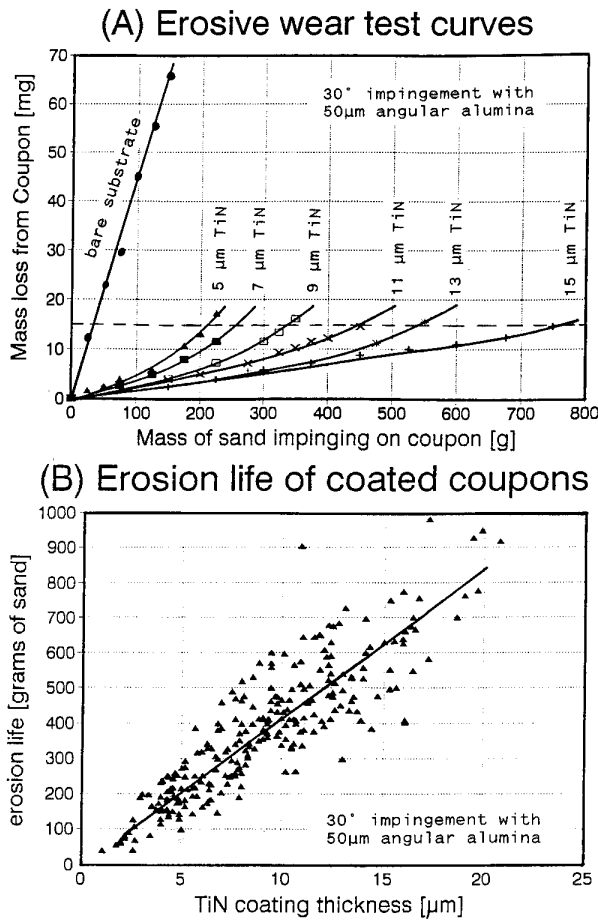 (A) Erosive wear test curves
70
60
50
40
30
20
10
0
Mass loss from Coupon [mg]
30° impingement with
50µm angular alumina
bare substrate
5 µm TiN
7 µm TiN
9 µm TiN
11 µm TiN
13 µm TiN
15 µm TiN
0 100 200 300 400 500 600 700 800
Mass of sand impinging on coupon [g]
(B) Erosion life of coated coupons
1000
900
800
700
600
500
400
300
200
100
0
erosion life [grams of sand]
30° impingement with
50µm angular alumina
0 5 10 15 20 25
TiN coating thickness [µm]